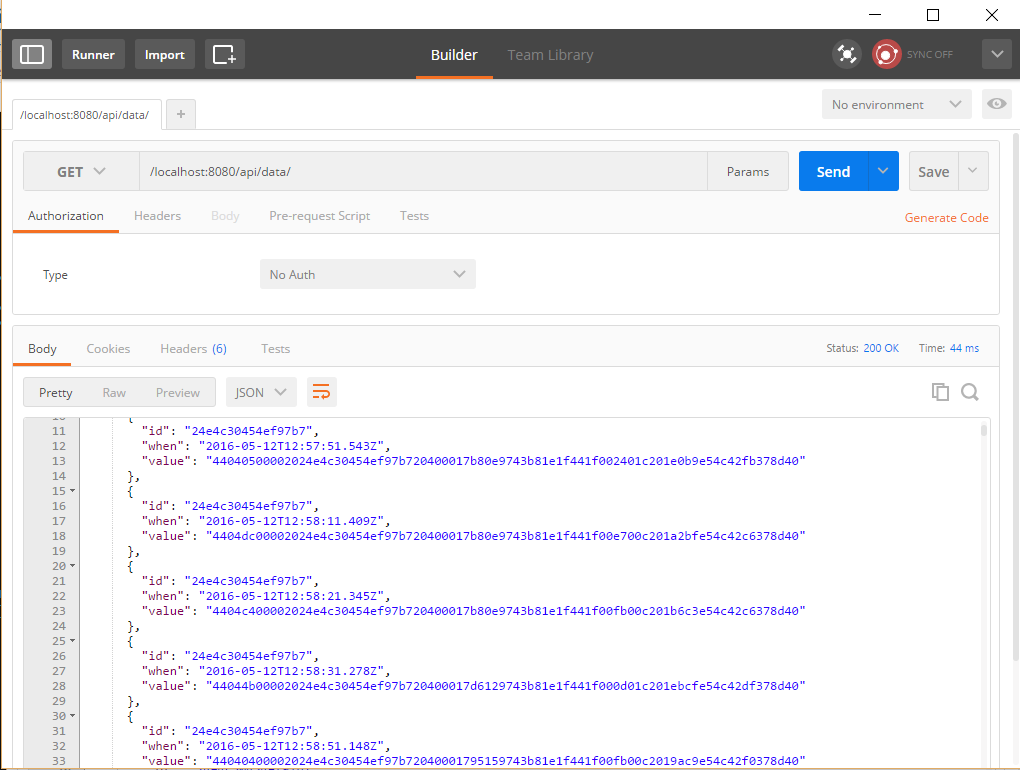 Runner Import Builder Team Library SYNC OFF
/localhost:8080/api/data/ + No environment
GET /localhost:8080/api/data/ Params Send Save
Authorization Headers Body Pre-request Script Tests Generate Code
Type No Auth
Body Cookies Headers (6) Tests Status: 200 OK Time: 44 ms
Pretty Raw Preview JSON
10 {
11 "id": "24e4c30454ef97b7",
12 "when": "2016-05-12T12:57:51.543Z",
13 "value": "44040500002024e4c30454ef97b720400017b80e9743b81e1f441f002401c201e0b9e54c42fb378d40"
14 },
15 {
16 "id": "24e4c30454ef97b7",
17 "when": "2016-05-12T12:58:11.409Z",
18 "value": "4404dc00002024e4c30454ef97b720400017b80e9743b81e1f441f00e700c201a2bfe54c42c6378d40"
19 },
20 {
21 "id": "24e4c30454ef97b7",
22 "when": "2016-05-12T12:58:21.345Z",
23 "value": "4404c400002024e4c30454ef97b720400017b80e9743b81e1f441f00fb00c201b6c3e54c42c6378d40"
24 },
25 {
26 "id": "24e4c30454ef97b7",
27 "when": "2016-05-12T12:58:31.278Z",
28 "value": "44044b00002024e4c30454ef97b720400017d6129743b81e1f441f000d01c201ebcfe54c42df378d40"
29 },
30 {
31 "id": "24e4c30454ef97b7",
32 "when": "2016-05-12T12:58:51.148Z",
33 "value": "44040400002024e4c30454ef97b72040001795159743b81e1f441f00fb00c2019ac9e54c42f0378d40"